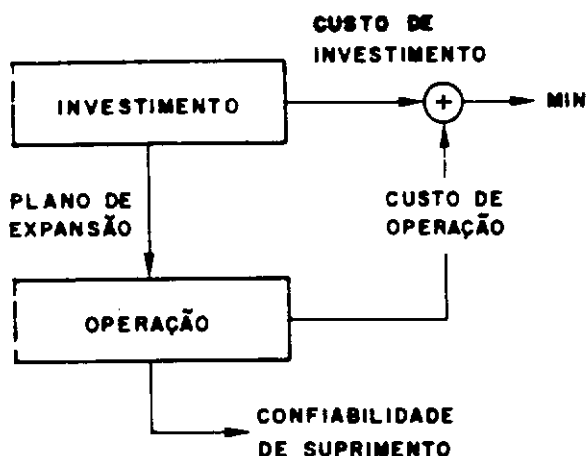 CUSTO DE
INVESTIMENTO
INVESTIMENTO
+
MIN
PLANO DE
EXPANSÃO
CUSTO DE
OPERAÇÃO
OPERAÇÃO
CONFIABILIDADE
DE SUPRIMENTO